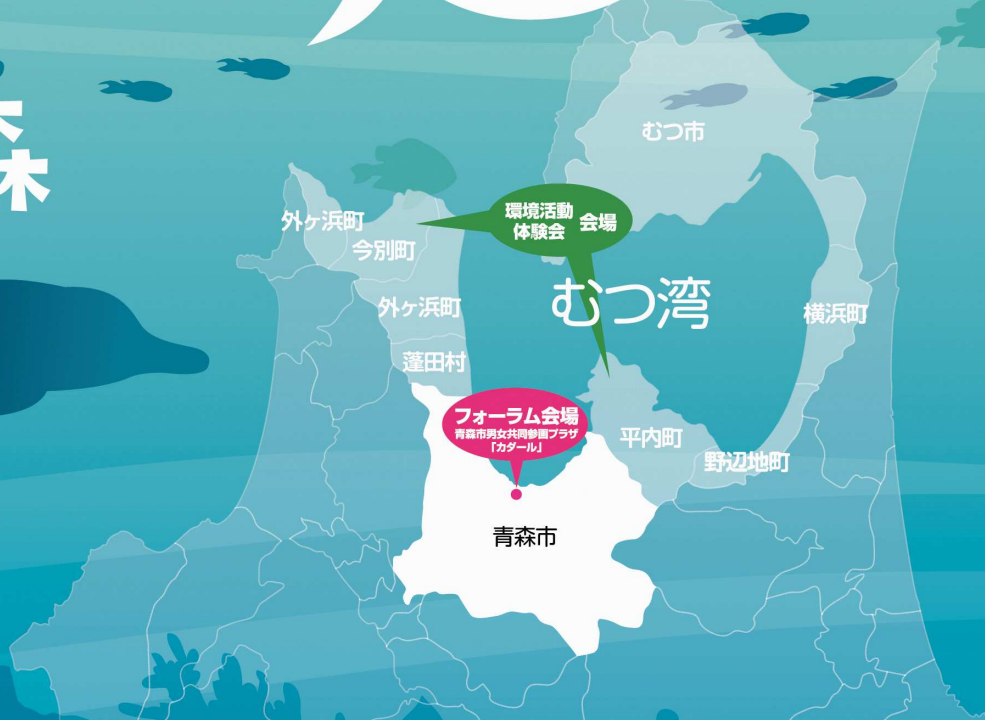 森
むつ市
環境活動
体験会 会場
外ヶ浜町
今別町
むつ湾
外ヶ浜町
横浜町
蓬田村
フォーラム会場
青森市男女共同参画プラザ
「カダール」
平内町
野辺地町
青森市